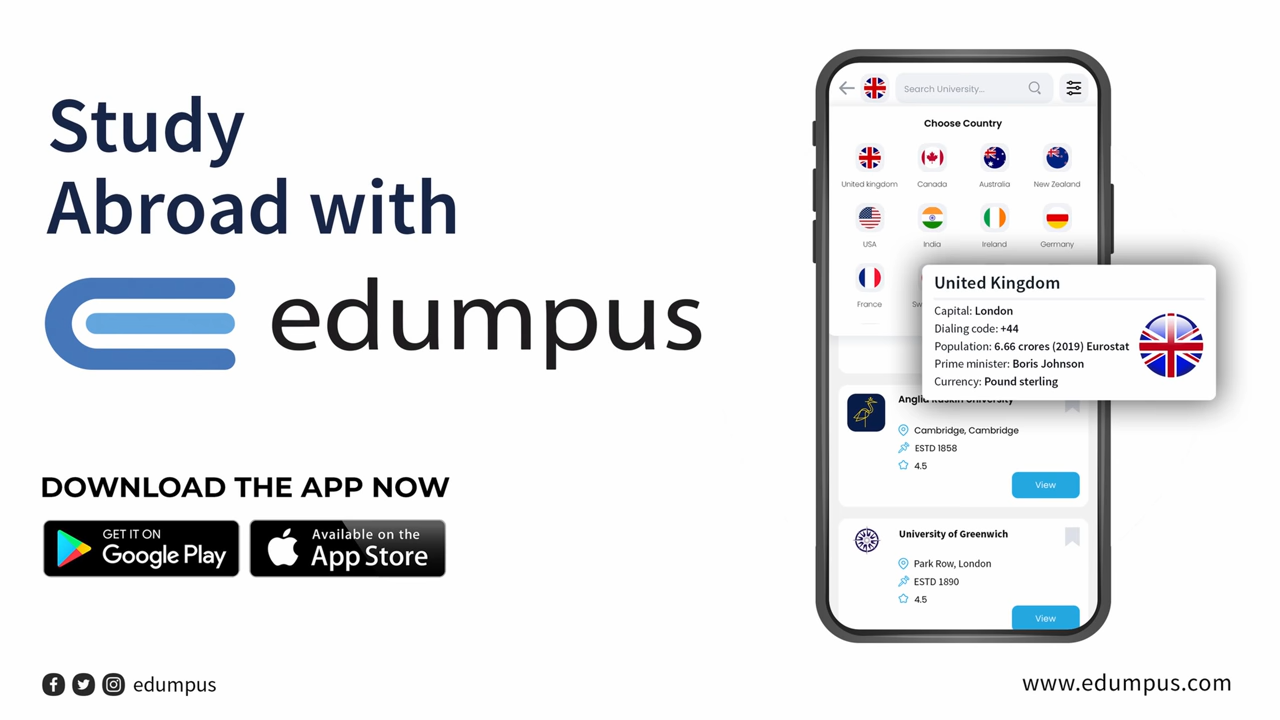 Study
Abroad with
edumpus
DOWNLOAD THE APP NOW
GET IT ON
Google Play
Available on the
App Store
edumpus
Search University...
Choose Country
United kingdom
Canada
Australia
New Zealand
USA
India
Ireland
Germany
France
United Kingdom
Capital: London
Dialing code: +44
Population: 6.66 crores (2019) Eurostat
Prime minister: Boris Johnson
Currency: Pound sterling
Anglia Ruskin University
Cambridge, Cambridge
ESTD 1858
4.5
View
University of Greenwich
Park Row, London
ESTD 1890
4.5
View
www.edumpus.com